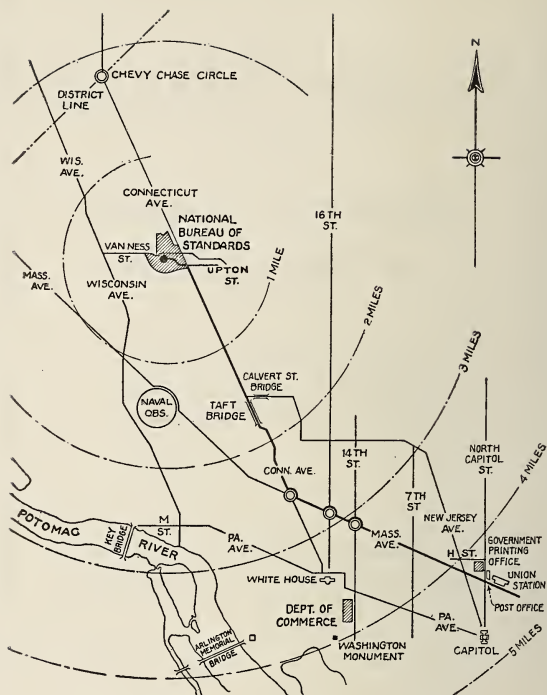 N
CHEVY CHASE CIRCLE
DISTRICT
LINE
WIS.
AVE.
CONNECTICUT
AVE.
16TH
ST.
NATIONAL
BUREAU OF
STANDARDS
VAN NESS
ST.
UPTON
ST.
MASS.
AVE.
WISCONSIN
AVE.
1 MILE
2 MILES
3 MILES
CALVERT ST.
BRIDGE
TAFT
BRIDGE
NAVAL
OBS.
CONN. AVE.
14TH
ST.
7TH
ST
NORTH
CAPITOL
ST.
4 MILES
NEW JERSEY
AVE.
MASS.
AVE.
GOVERNMENT
PRINTING
OFFICE
H ST.
UNION
STATION
POST OFFICE
POTOMAC
RIVER
KEY
BRIDGE
M
ST.
PA.
AVE.
WHITE HOUSE
DEPT. OF
COMMERCE
PA.
AVE.
CAPITOL
5 MILES
ARLINGTON
MEMORIAL
BRIDGE
WASHINGTON
MONUMENT